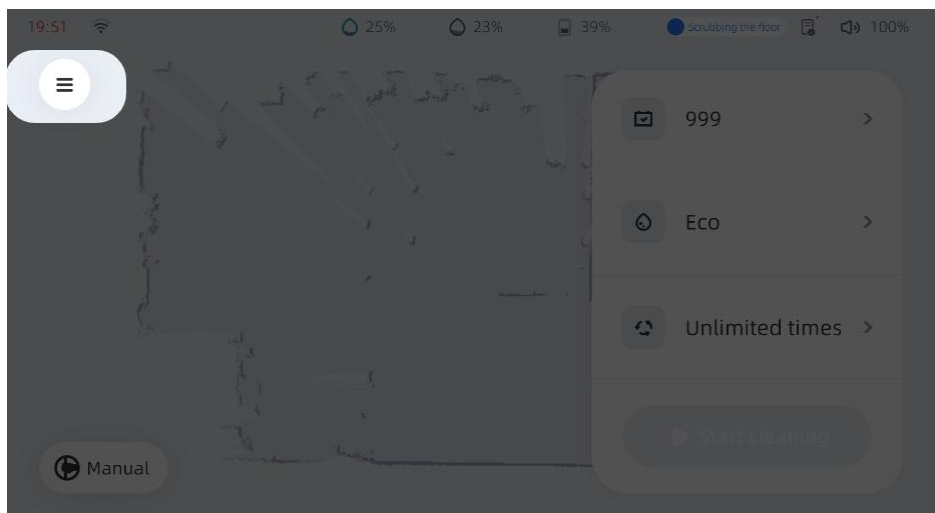 19:51 25% 23% 39% Scrubbing the floor 100%
999
Eco
Unlimited times
Start cleaning
Manual